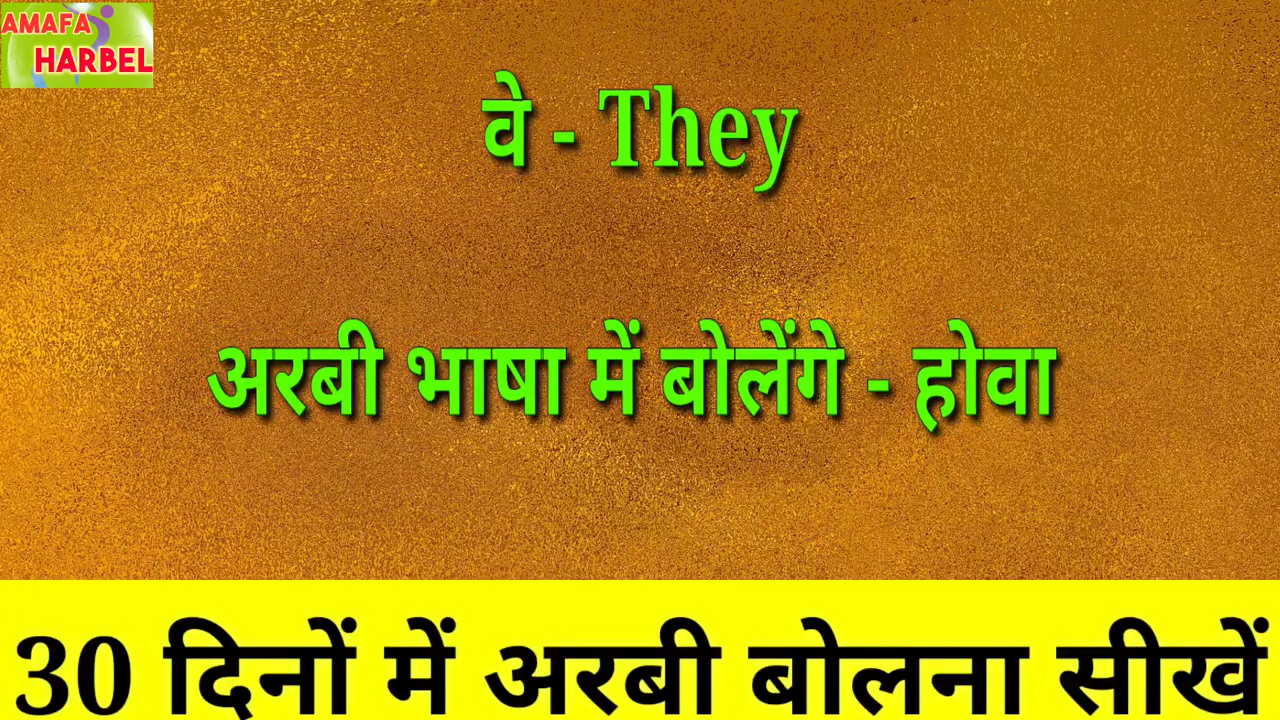 AMAFA
HARBEL
वे - They
अरबी भाषा में बोलेंगे - होवा
30 दिनों में अरबी बोलना सीखें